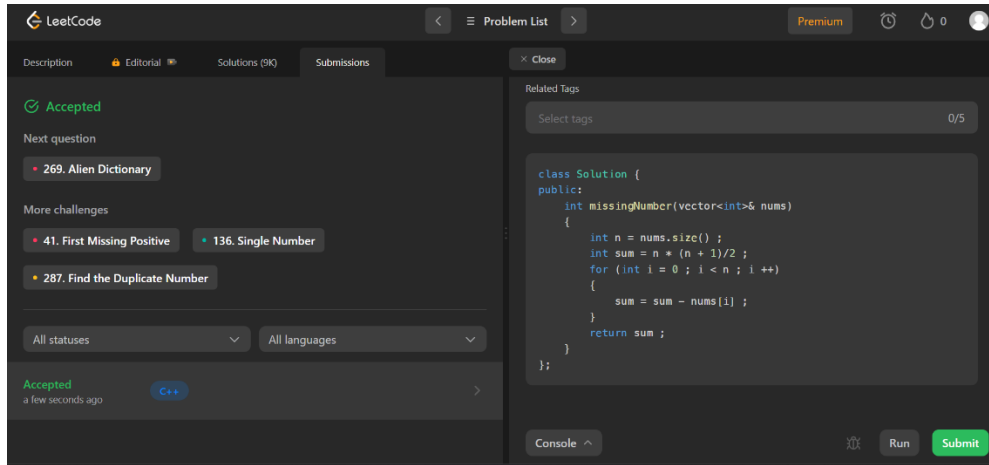 LeetCode
Problem List
Premium
0
Description
Editorial
Solutions (9K)
Submissions
× Close
Accepted
Next question
269. Alien Dictionary
More challenges
41. First Missing Positive
136. Single Number
287. Find the Duplicate Number
All statuses
All languages
Accepted
C++
a few seconds ago
Related Tags
Select tags
0/5
class Solution {
public:
    int missingNumber(vector<int>& nums)
    {
        int n = nums.size() ;
        int sum = n * (n + 1)/2 ;
        for (int i = 0 ; i < n ; i ++)
        {
            sum = sum - nums[i] ;
        }
        return sum ;
    }
};
Console
Run
Submit